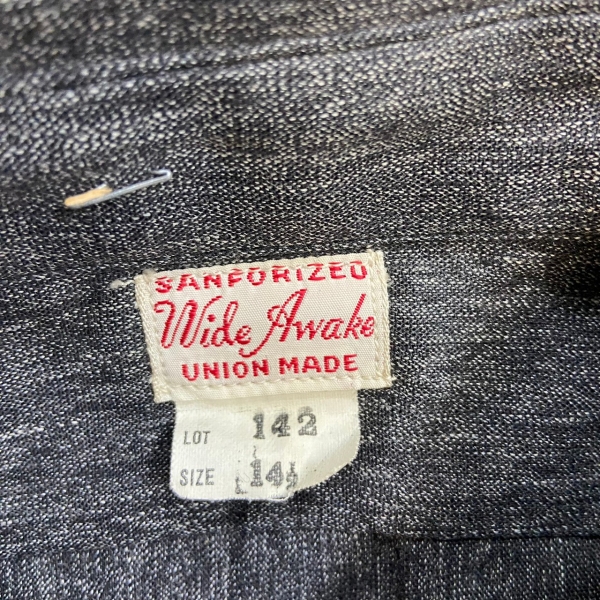 SANFORIZED
Wide Awake
UNION MADE
LOT 142
SIZE 14½